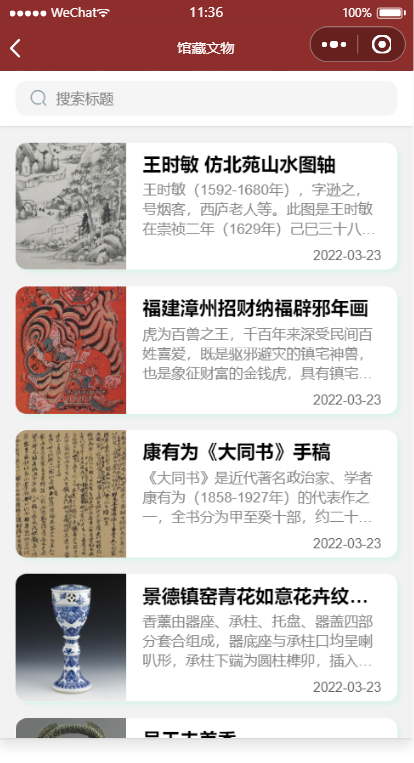 WeChat 11:36 100%
馆藏文物
搜索标题
王时敏 仿北苑山水图轴
王时敏（1592-1680年），字逊之，
号烟客，西庐老人等。此图是王时敏
在崇祯二年（1629年）己巳三十八...
2022-03-23
福建漳州招财纳福辟邪年画
虎为百兽之王，千百年来深受民间百
姓喜爱，既是驱邪避灾的镇宅神兽，
也是象征财富的金钱虎，具有镇宅...
2022-03-23
康有为《大同书》手稿
《大同书》是近代著名政治家、学者
康有为（1858-1927年）的代表作之
一，全书分为甲至癸十部，约二十...
2022-03-23
景德镇窑青花如意花卉纹...
香薰由器座、承柱、托盘、器盖四部
分套合组成，器底座与承柱口均呈喇
叭形，承柱下端为圆柱榫卯，插入...
2022-03-23